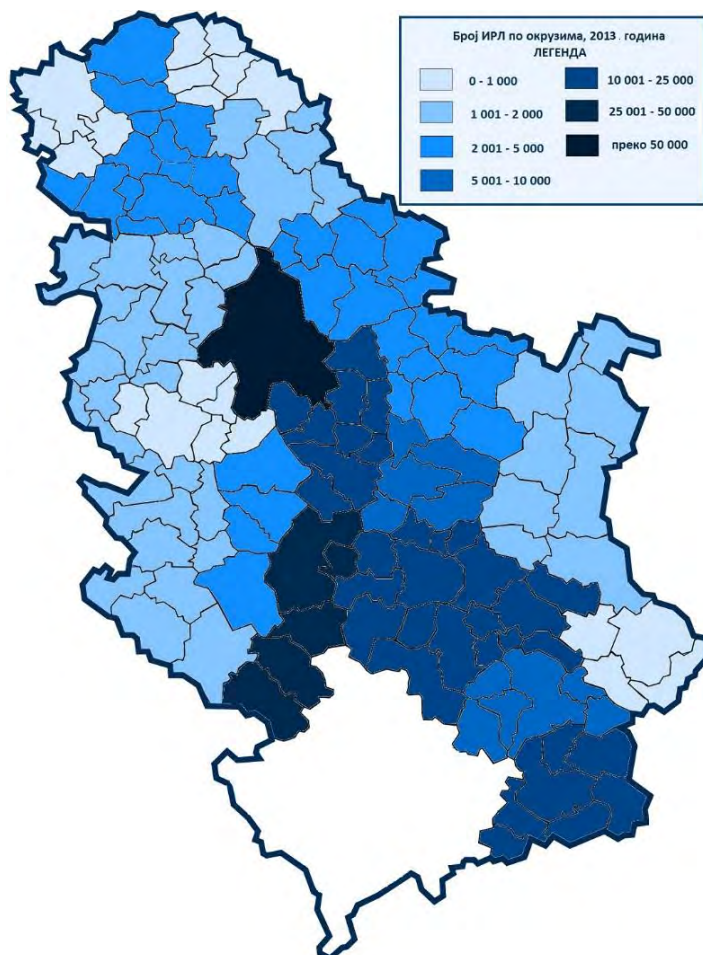 Број ИРЛ по окрузима, 2013. година
ЛЕГЕНДА
0 - 1 000
1 001 - 2 000
2 001 - 5 000
5 001 - 10 000
10 001 - 25 000
25 001 - 50 000
преко 50 000